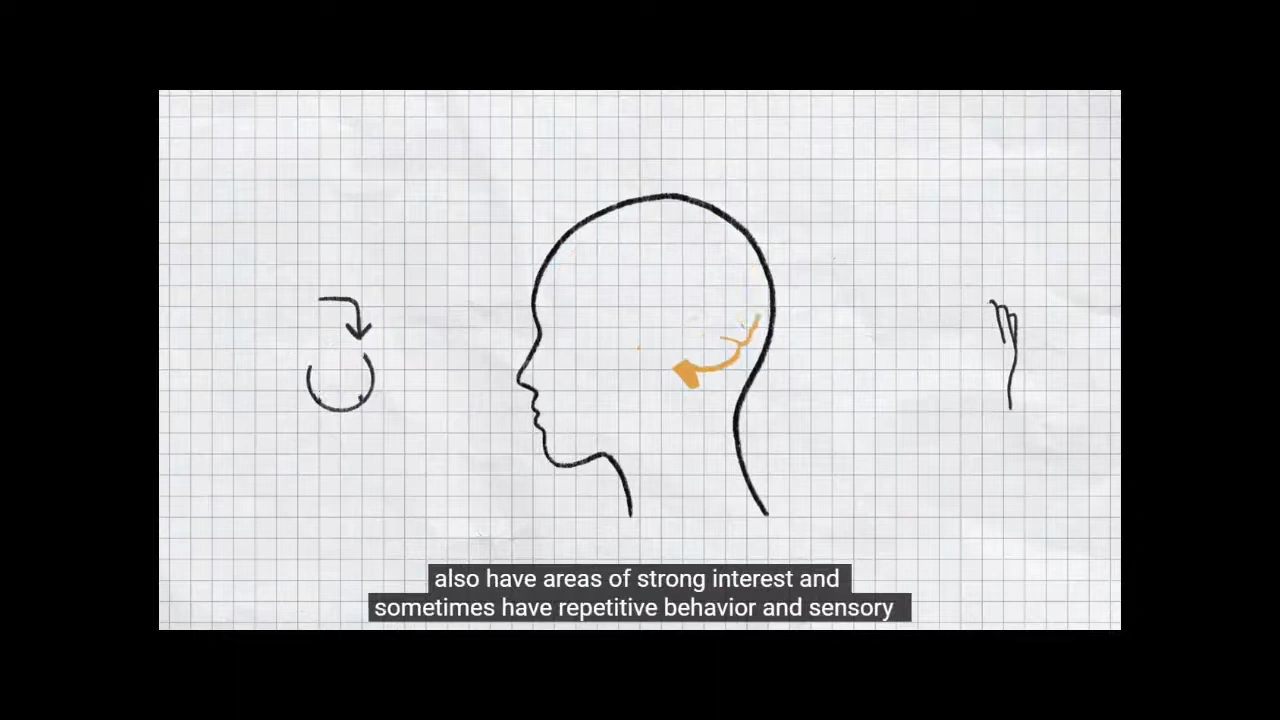 also have areas of strong interest and
sometimes have repetitive behavior and sensory